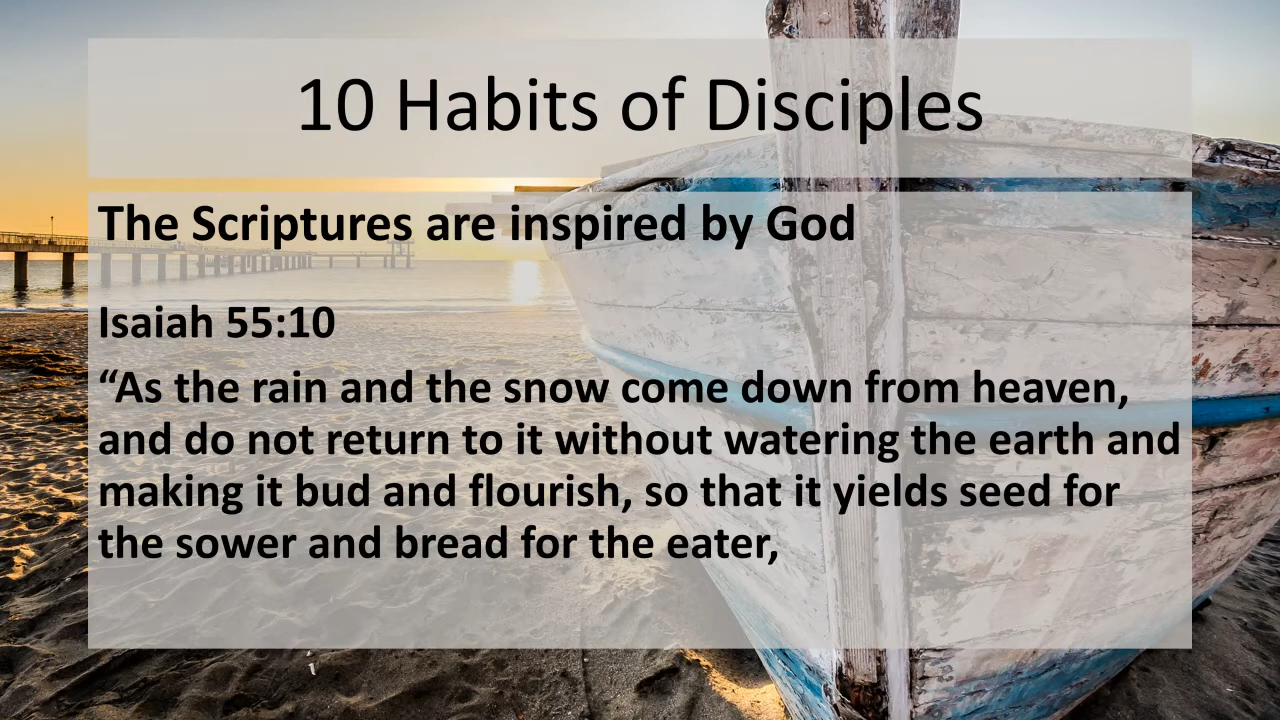 10 Habits of Disciples
The Scriptures are inspired by God
Isaiah 55:10
“As the rain and the snow come down from heaven,
and do not return to it without watering the earth and
making it bud and flourish, so that it yields seed for
the sower and bread for the eater,